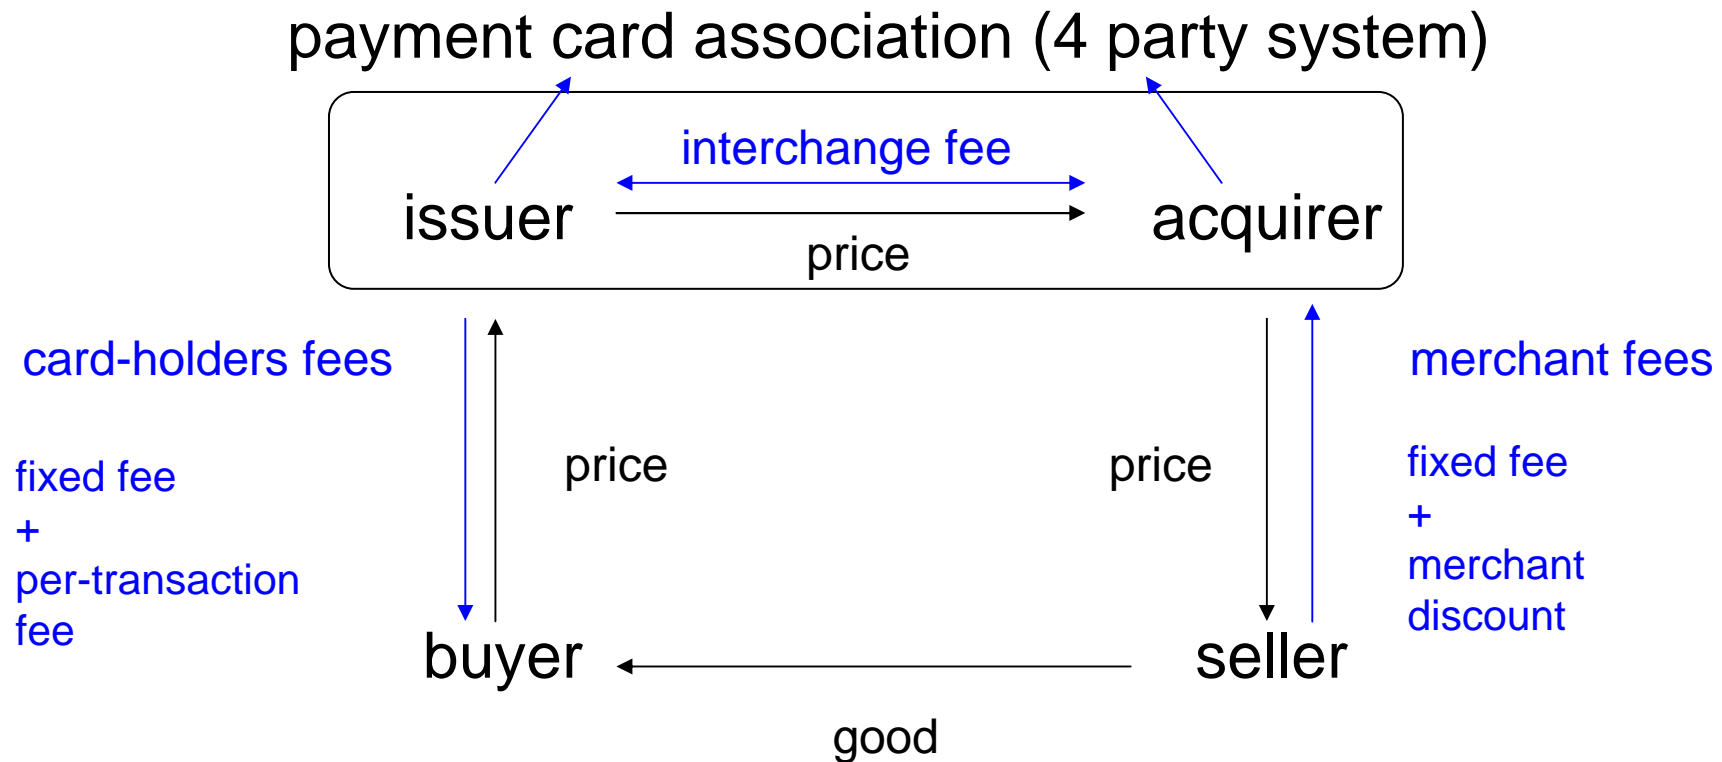 payment card association (4 party system)
interchange fee
issuer
acquirer
price
card-holders fees
merchant fees
price
price
fixed fee
+
per-transaction
fee
fixed fee
+
merchant
discount
buyer
seller
good